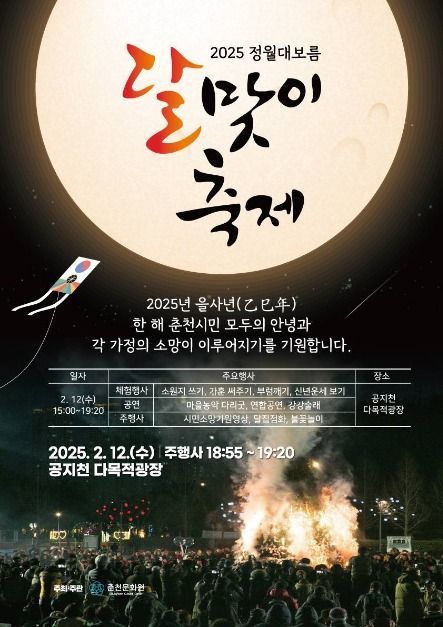 2025 정월대보름
달맞이
축제
2025년 을사년(乙巳年)
한 해 춘천시민 모두의 안녕과
각 가정의 소망이 이루어지기를 기원합니다.
일자 주요행사 장소
2. 12(수)
15:00~19:20
체험행사 소원지 쓰기, 가훈 써주기, 부럼깨기, 신년운세 보기
공연 마을농악 다리굿, 연합공연, 강강술래
주행사 시민소망기원영상, 달집점화, 불꽃놀이
공지천
다목적광장
2025. 2. 12.(수) 주행사 18:55 ~ 19:20
공지천 다목적광장
주최/주관 춘천문화원